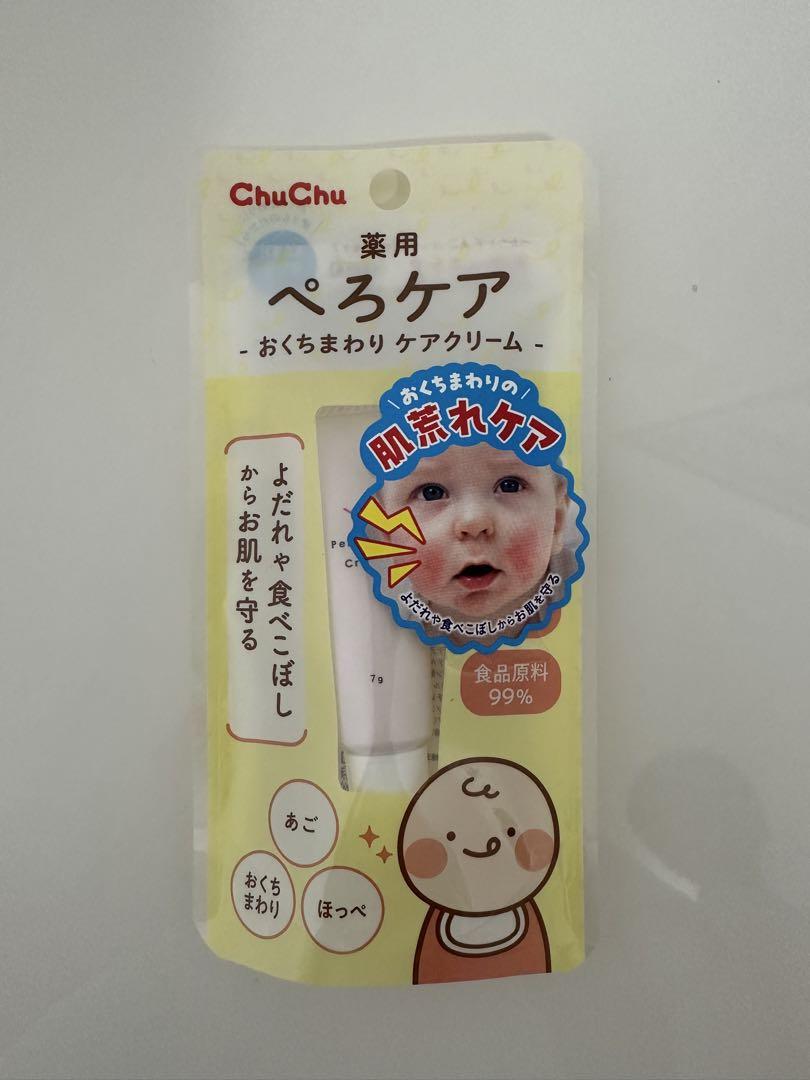 ChuChu
薬用
ぺろケア
- おくちまわり ケアクリーム -
\おくちまわりの/
肌荒れケア
よだれや食べこぼしからお肌を守る
よだれや食べこぼし
からお肌を守る
7g
食品原料
99%
あご
おくち
まわり
ほっぺ